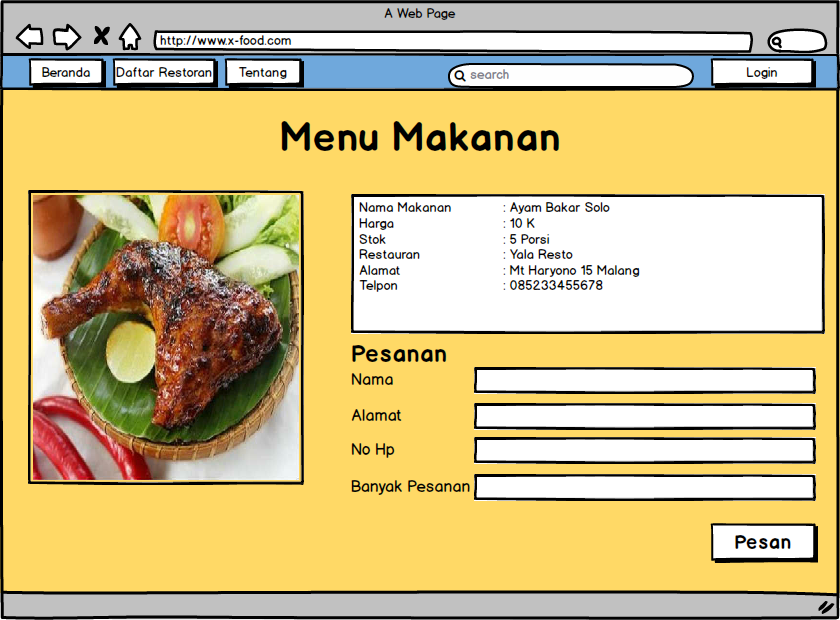 A Web Page
http://www.x-food.com
Beranda Daftar Restoran Tentang search Login
Menu Makanan
Nama Makanan : Ayam Bakar Solo
Harga : 10 K
Stok : 5 Porsi
Restauran : Yala Resto
Alamat : Mt Haryono 15 Malang
Telpon : 085233455678
Pesanan
Nama
Alamat
No Hp
Banyak Pesanan
Pesan